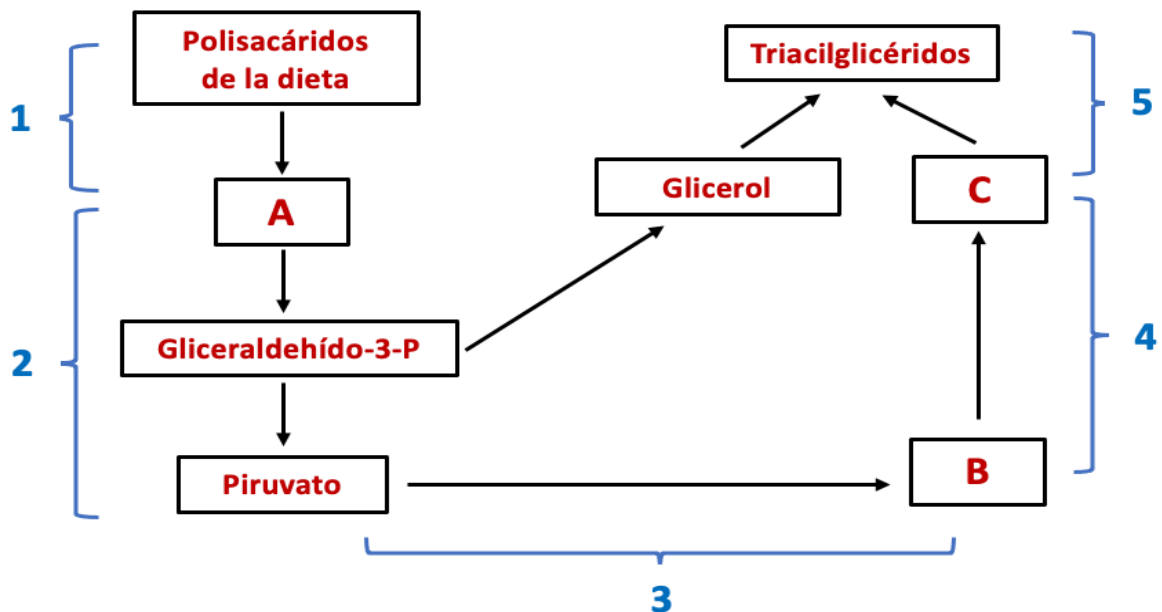 Polisacáridos
de la dieta
Triacilglicéridos
1
5
A
Glicerol
C
2
Gliceraldehído-3-P
4
Piruvato
B
3